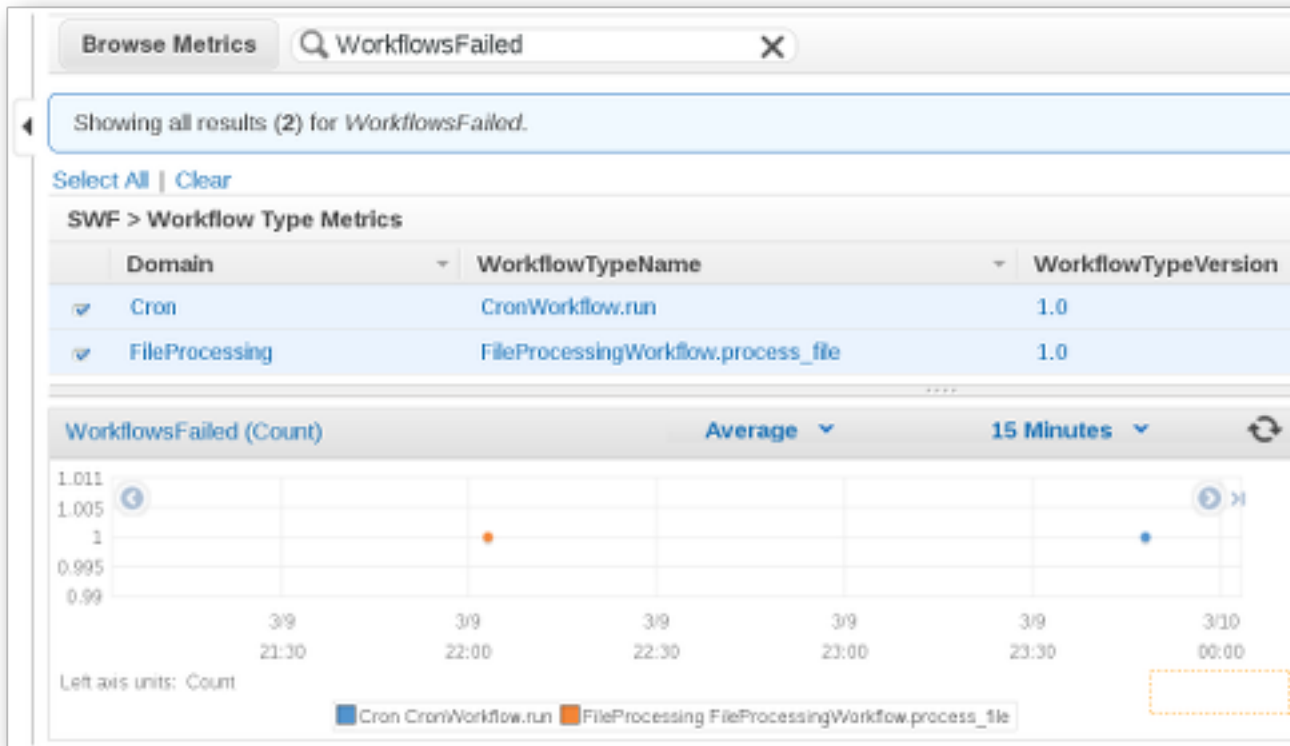 Browse Metrics WorkflowsFailed
Showing all results (2) for WorkflowsFailed.
Select All | Clear
SWF > Workflow Type Metrics
Domain WorkflowTypeName WorkflowTypeVersion
Cron CronWorkflow.run 1.0
FileProcessing FileProcessingWorkflow.process_file 1.0
WorkflowsFailed (Count) Average 15 Minutes
1.011
1.005
1
0.995
0.99
3/9 3/9 3/9 3/9 3/9 3/10
21:30 22:00 22:30 23:00 23:30 00:00
Left axis units: Count
Cron CronWorkflow.run FileProcessing FileProcessingWorkflow.process_file